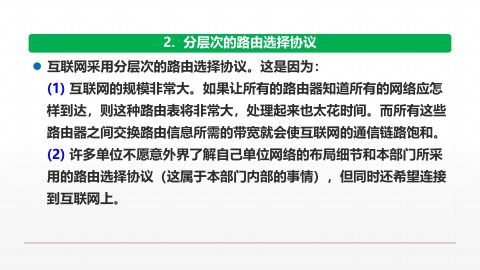 2. 分层次的路由选择协议
互联网采用分层次的路由选择协议。这是因为：
(1) 互联网的规模非常大。如果让所有的路由器知道所有的网络应怎
样到达，则这种路由表将非常大，处理起来也太花时间。而所有这些
路由器之间交换路由信息所需的带宽就会使互联网的通信链路饱和。
(2) 许多单位不愿意外界了解自己单位网络的布局细节和本部门所采
用的路由选择协议（这属于本部门内部的事情），但同时还希望连接
到互联网上。